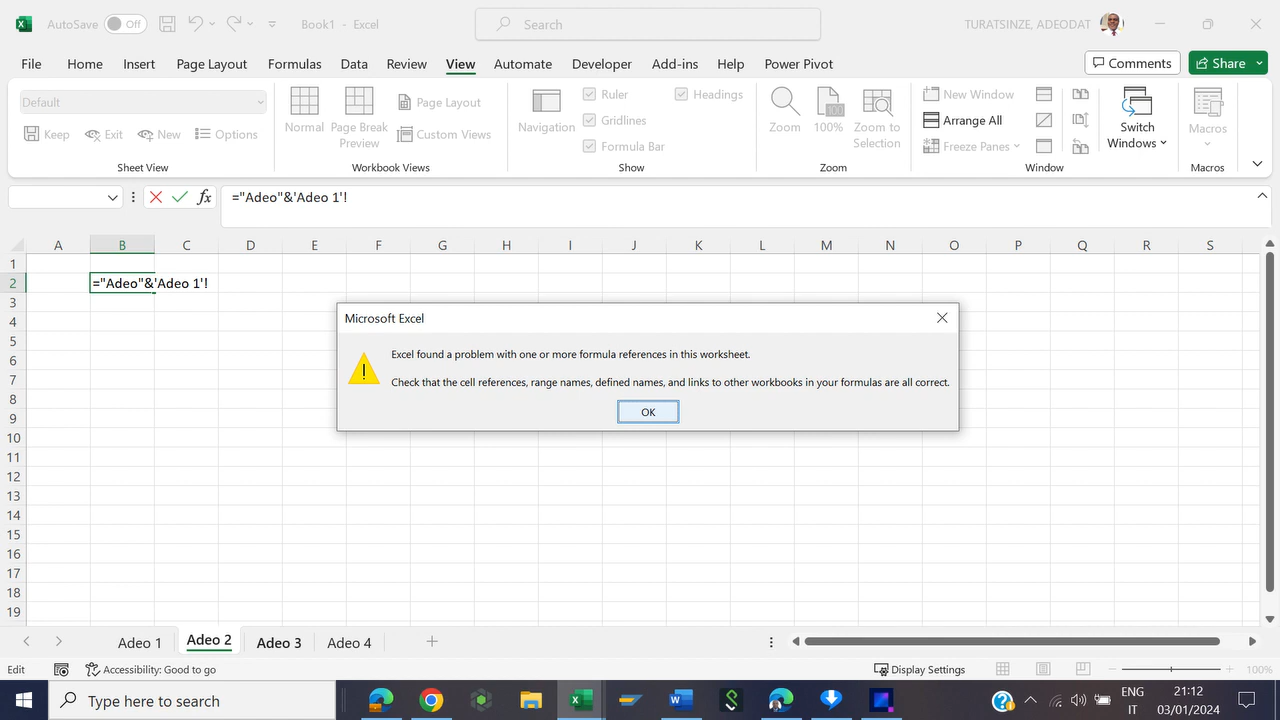 AutoSave Off Book1 - Excel Search TURATSINZE, ADEODAT
File Home Insert Page Layout Formulas Data Review View Automate Developer Add-ins Help Power Pivot Comments Share
Default
Keep Exit New Options
Sheet View
Normal
Page Break Preview
Page Layout
Custom Views
Workbook Views
Navigation
Ruler
Gridlines
Formula Bar
Headings
Show
Zoom
100
100%
Zoom to Selection
Zoom
New Window
Arrange All
Freeze Panes
Switch Windows
Window
Macros
Macros
fx ="Adeo"&'Adeo 1'!
A B C D E F G H I J K L M N O P Q R S
1
2 ="Adeo"&'Adeo 1'!
3
4
5
6
7
8
9
10
11
12
13
14
15
16
17
18
19
Microsoft Excel
Excel found a problem with one or more formula references in this worksheet.
Check that the cell references, range names, defined names, and links to other workbooks in your formulas are all correct.
OK
Adeo 1 Adeo 2 Adeo 3 Adeo 4
Edit Accessibility: Good to go Display Settings 100%
Type here to search
ENG
IT
21:12
03/01/2024